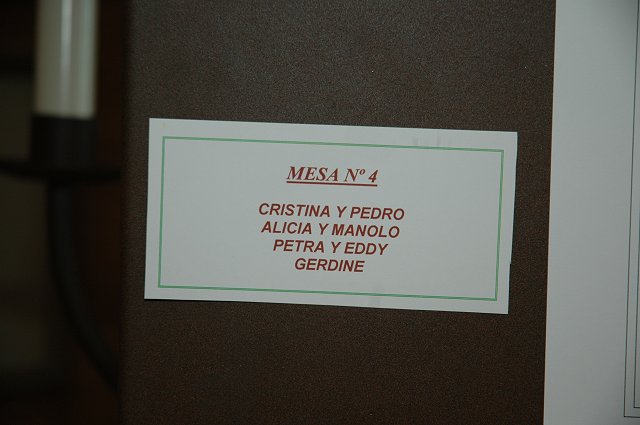 MESA Nº 4
CRISTINA Y PEDRO
ALICIA Y MANOLO
PETRA Y EDDY
GERDINE